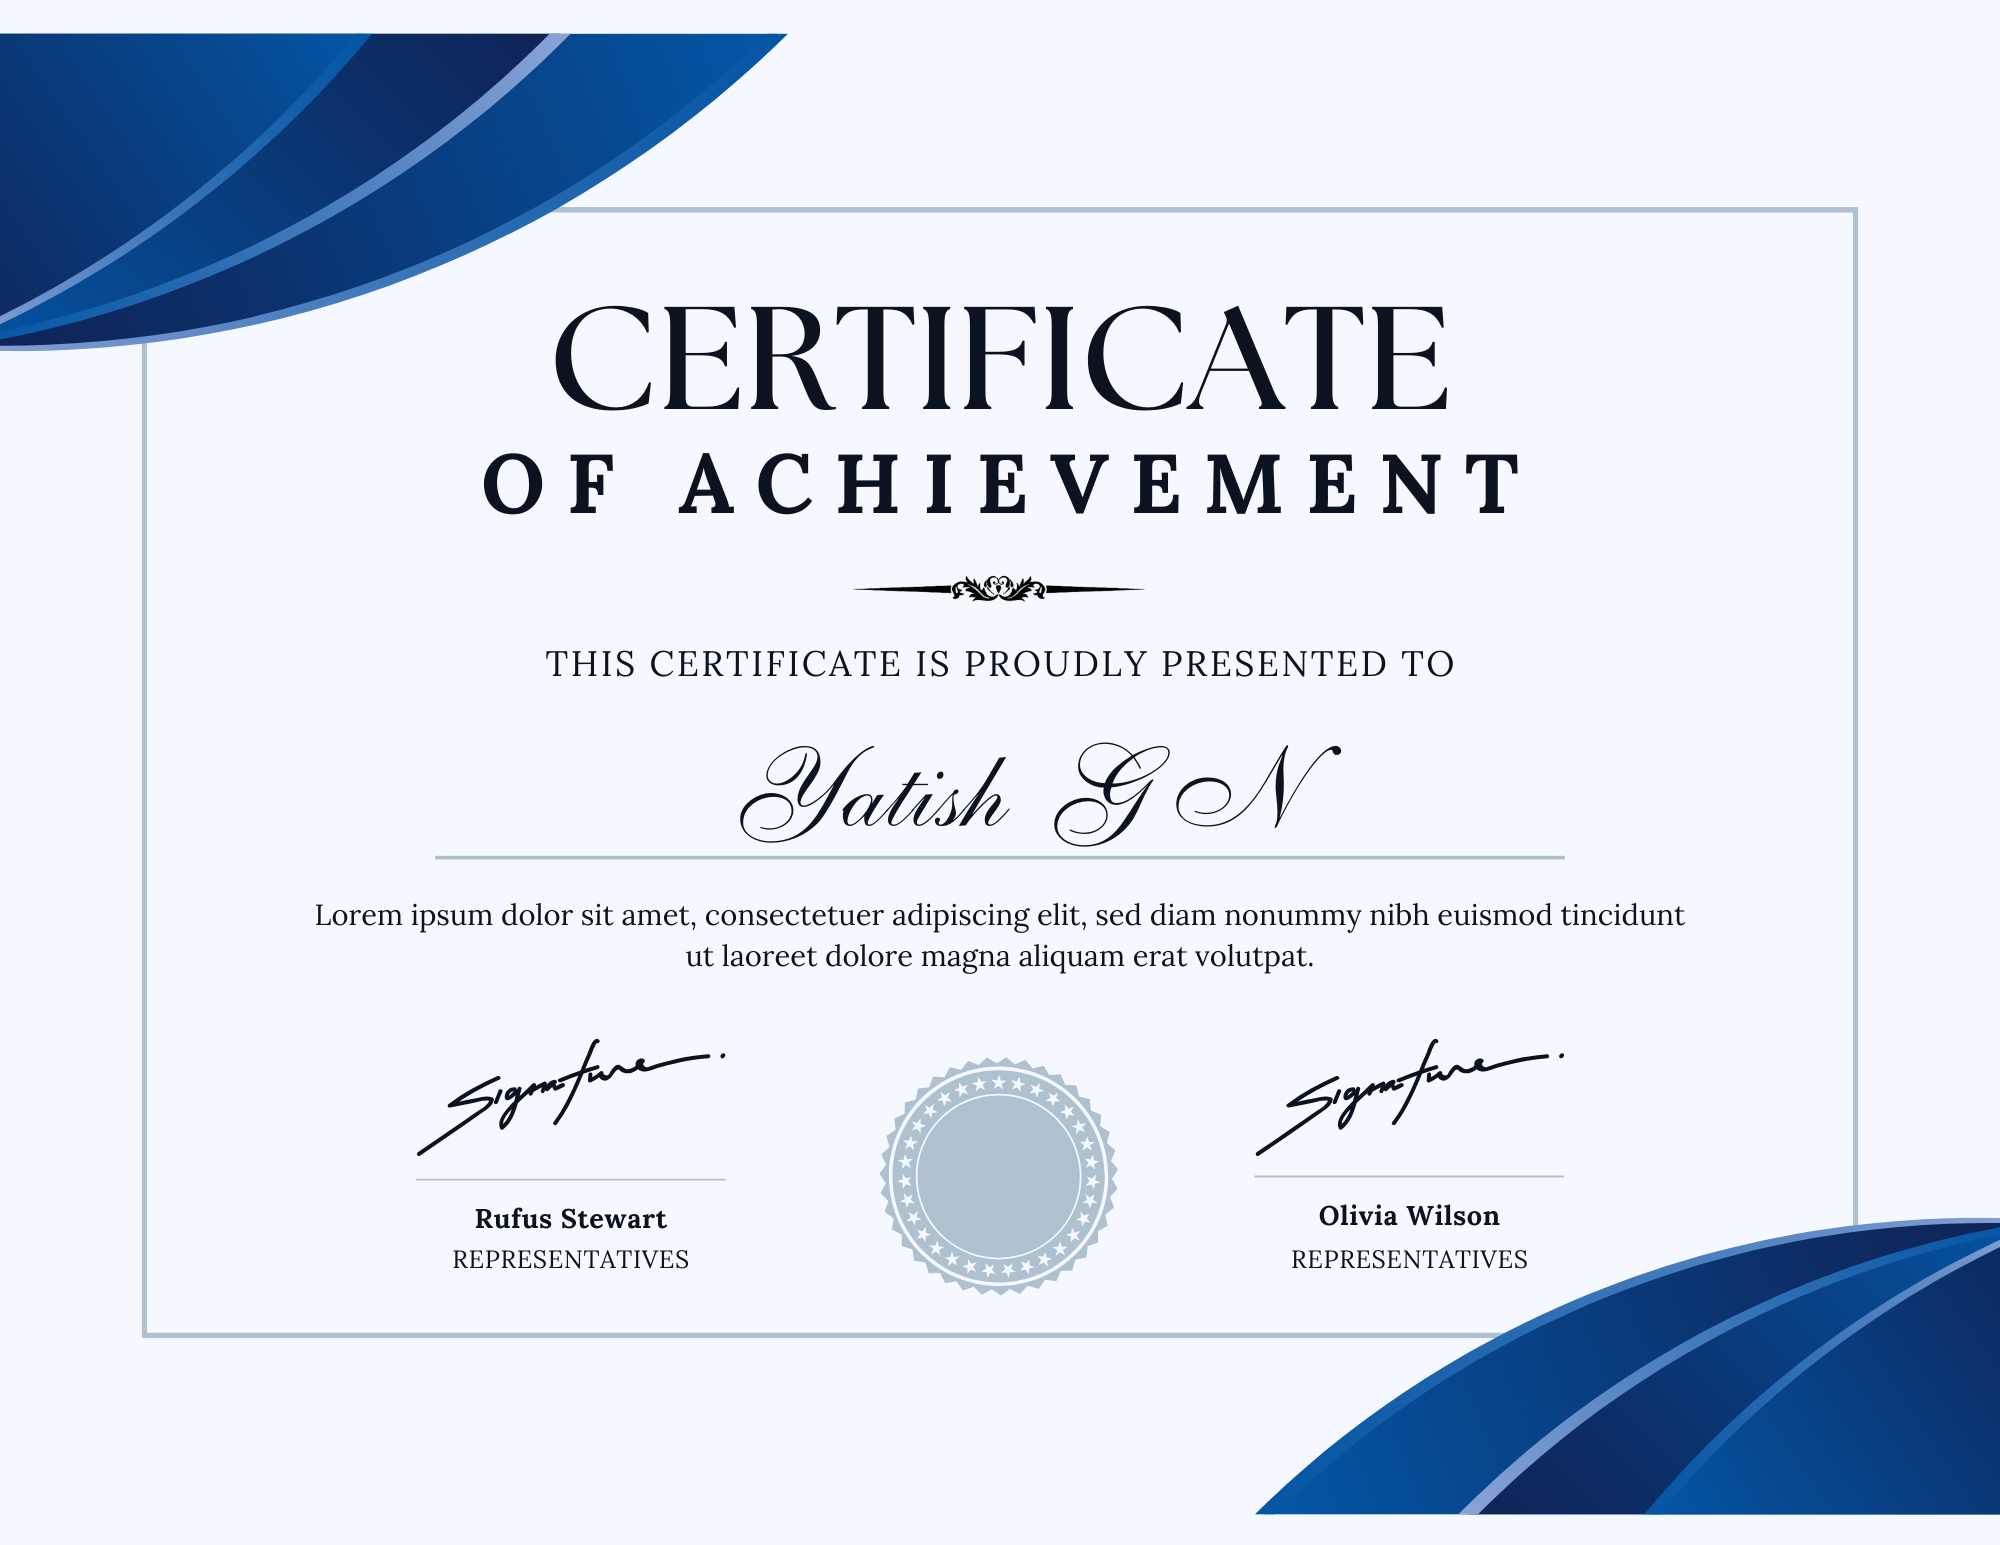 CERTIFICATE
OF ACHIEVEMENT
THIS CERTIFICATE IS PROUDLY PRESENTED TO
Yatish G N
Lorem ipsum dolor sit amet, consectetuer adipiscing elit, sed diam nonummy nibh euismod tincidunt
ut laoreet dolore magna aliquam erat volutpat.
Signature
Rufus Stewart
REPRESENTATIVES
Signature
Olivia Wilson
REPRESENTATIVES